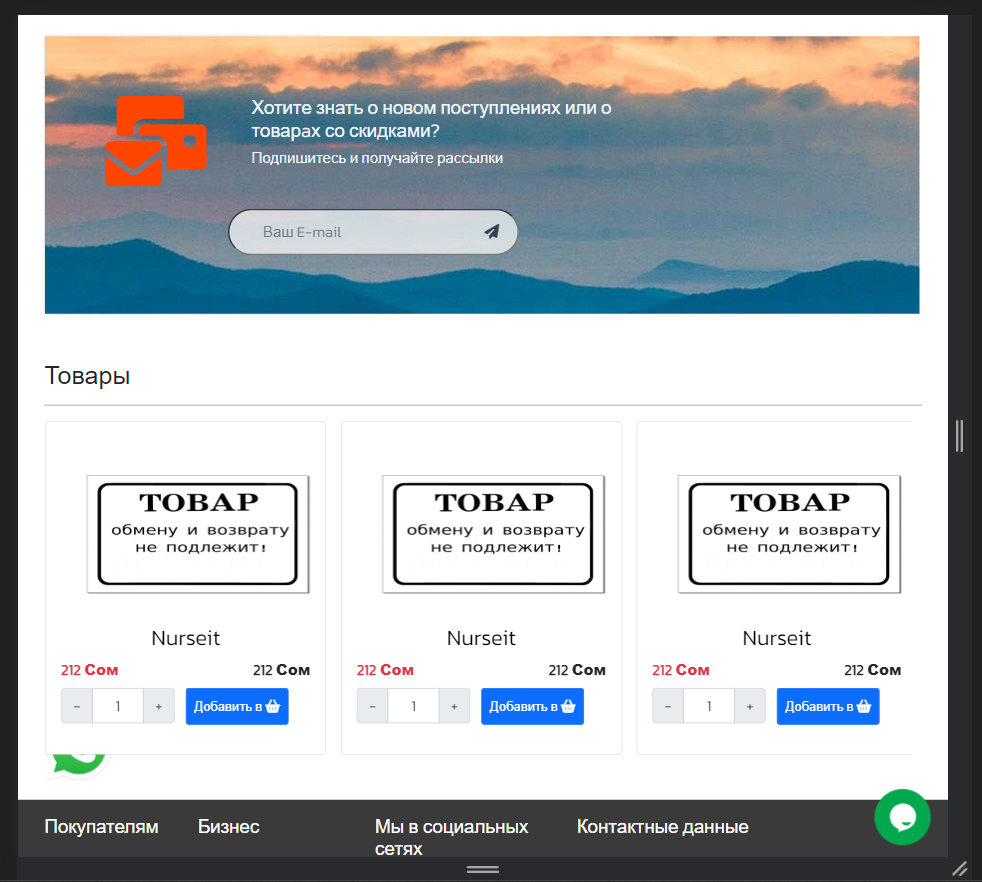 Хотите знать о новом поступлениях или о
товарах со скидками?
Подпишитесь и получайте рассылки
Ваш E-mail
Товары
ТОВАР
обмену и возврату
не подлежит!
Nurseit
212 Сом
212 Сом
-
1
+
Добавить в
ТОВАР
обмену и возврату
не подлежит!
Nurseit
212 Сом
212 Сом
-
1
+
Добавить в
ТОВАР
обмену и возврату
не подлежит!
Nurseit
212 Сом
212 Сом
-
1
+
Добавить в
Покупателям
Бизнес
Мы в социальных
сетях
Контактные данные